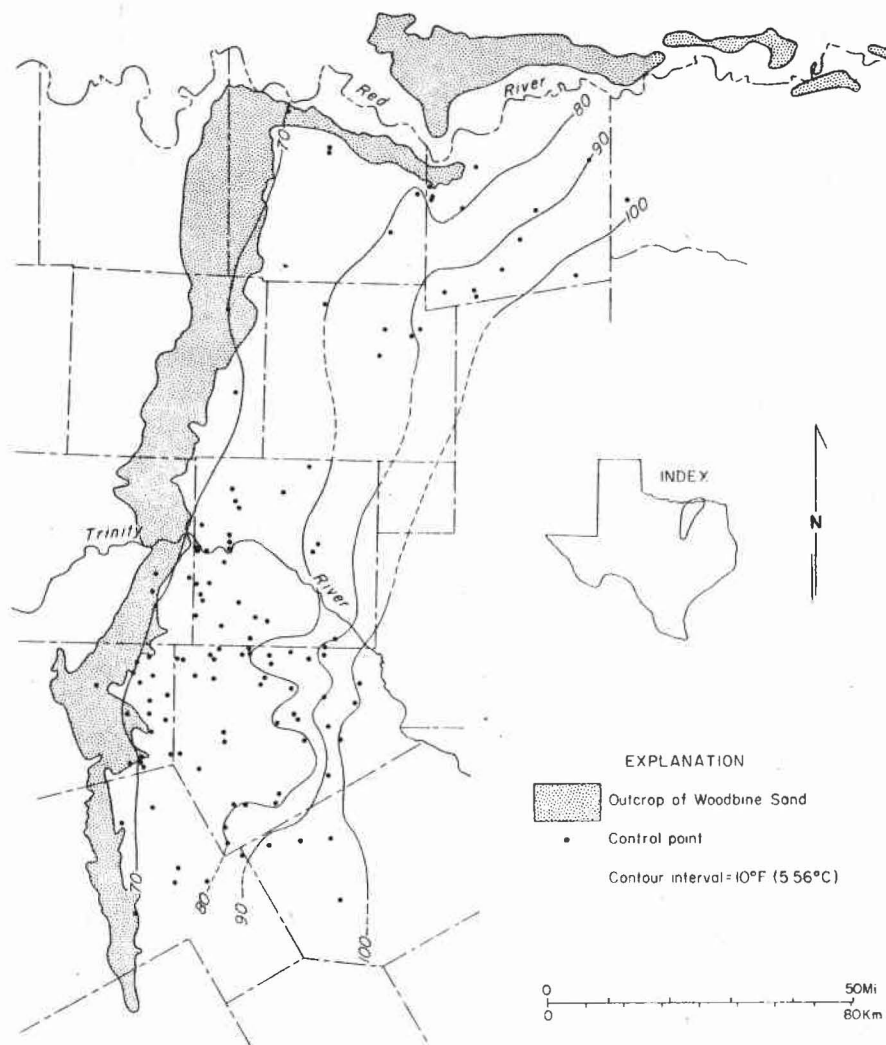 Red
River
80
90
100
70
INDEX
N
Trinity
River
EXPLANATION
Outcrop of Woodbine Sand
Control point
Contour interval = 10°F (5 56°C)
70
80
90
100
0 50Mi
0 80Km